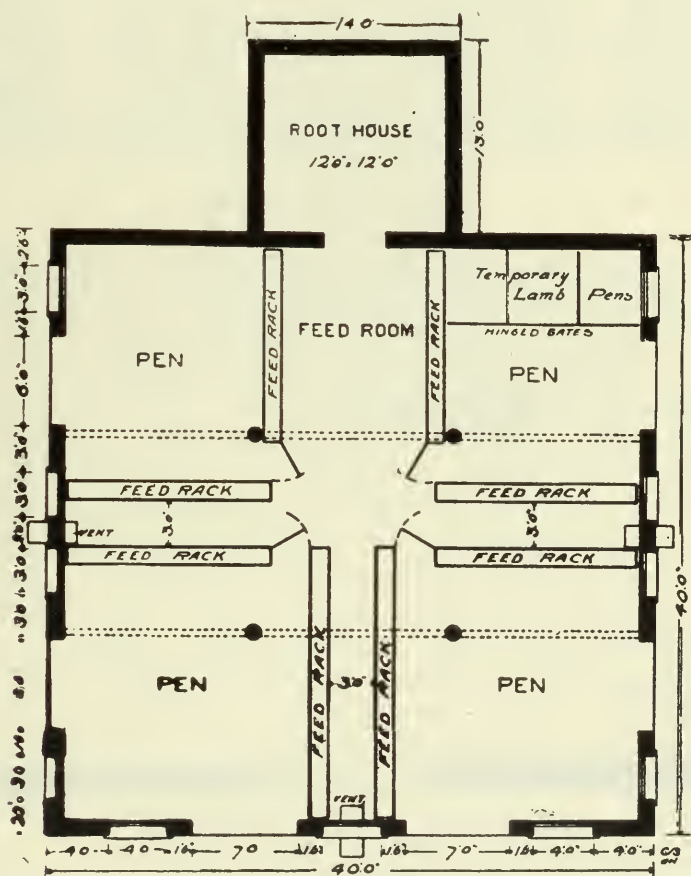 14'0"
ROOT HOUSE
12'0" x 12'0"
13'0"
FEED RACK
FEED ROOM
FEED RACK
Temporary
Lamb Pens
HINGED GATES
PEN
PEN
FEED RACK
FEED RACK
VENT
3'0"
3'0"
FEED RACK
FEED RACK
40'0"
PEN
FEED RACK
3'0"
FEED RACK
PEN
VENT
4'0" 4'0" 7'0 7'0" 4'0" 4'0"
40'0"